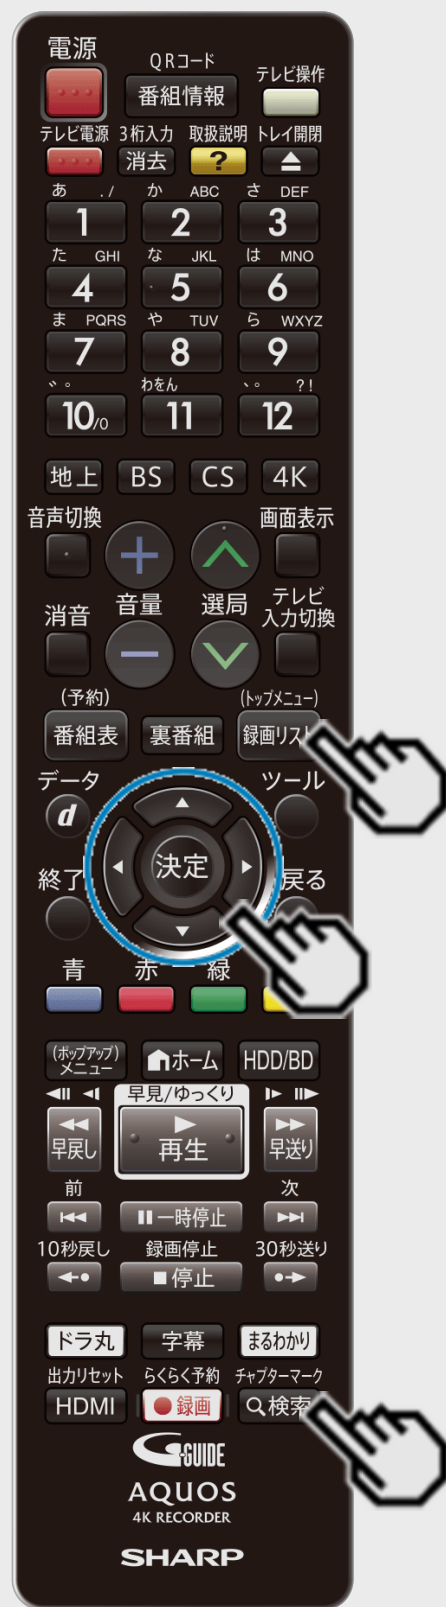 電源
QRコード
テレビ操作
番組情報
テレビ電源 3桁入力 取扱説明 トレイ開閉
消去 ?
あ ./ か ABC さ DEF
1 2 3
た GHI な JKL は MNO
4 5 6
ま PQRS や TUV ら WXYZ
7 8 9
゛゜ わをん 、。 ?!
10/0 11 12
地上 BS CS 4K
音声切換 画面表示
+
消音 音量 選局 テレビ
入力切換
−
(予約) (トップメニュー)
番組表 裏番組 録画リスト
データ ツール
d
決定
終了 戻る
青 赤 緑
(ポップアップ)
メニュー ホーム HDD/BD
早見/ゆっくり
早戻し 再生 早送り
前 次
一時停止
10秒戻し 録画停止 30秒送り
停止
ドラ丸 字幕 まるわかり
出力リセット らくらく予約 チャプターマーク
HDMI 録画 検索
G-GUIDE
AQUOS
4K RECORDER
SHARP